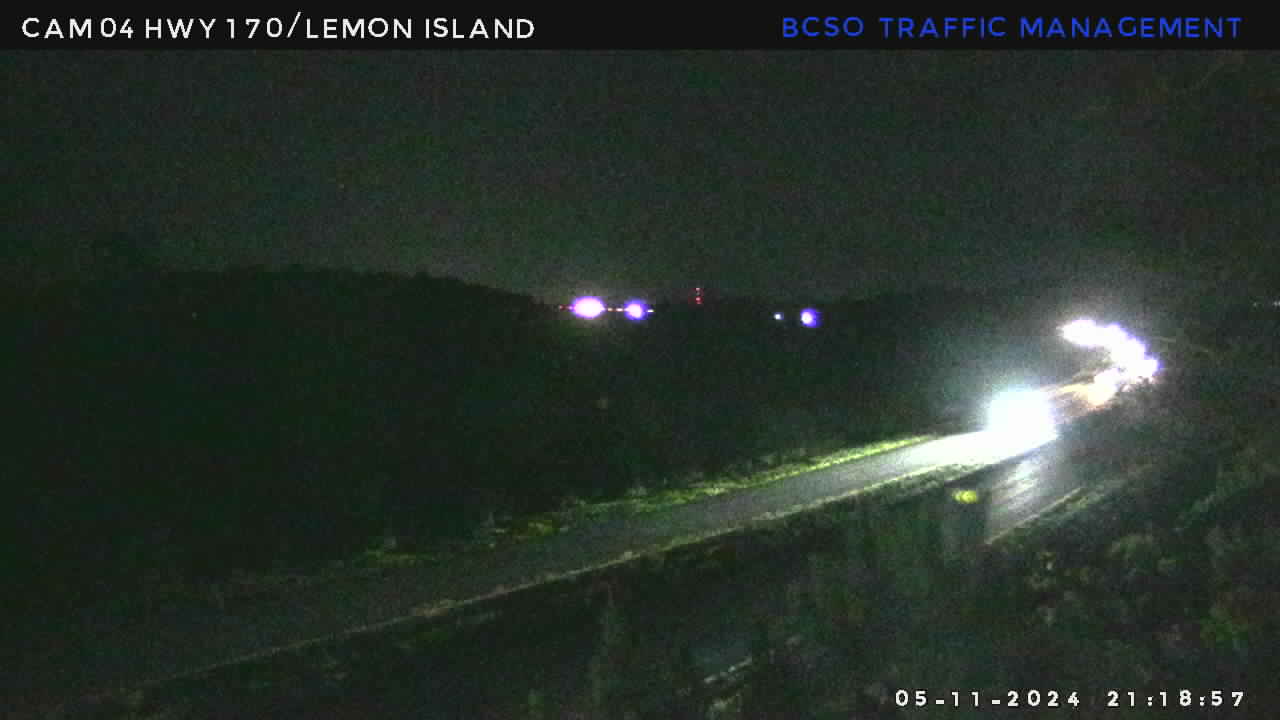 CAM04 HWY 170/LEMON ISLAND
BCSO TRAFFIC MANAGEMENT
05-11-2024 21:18:57